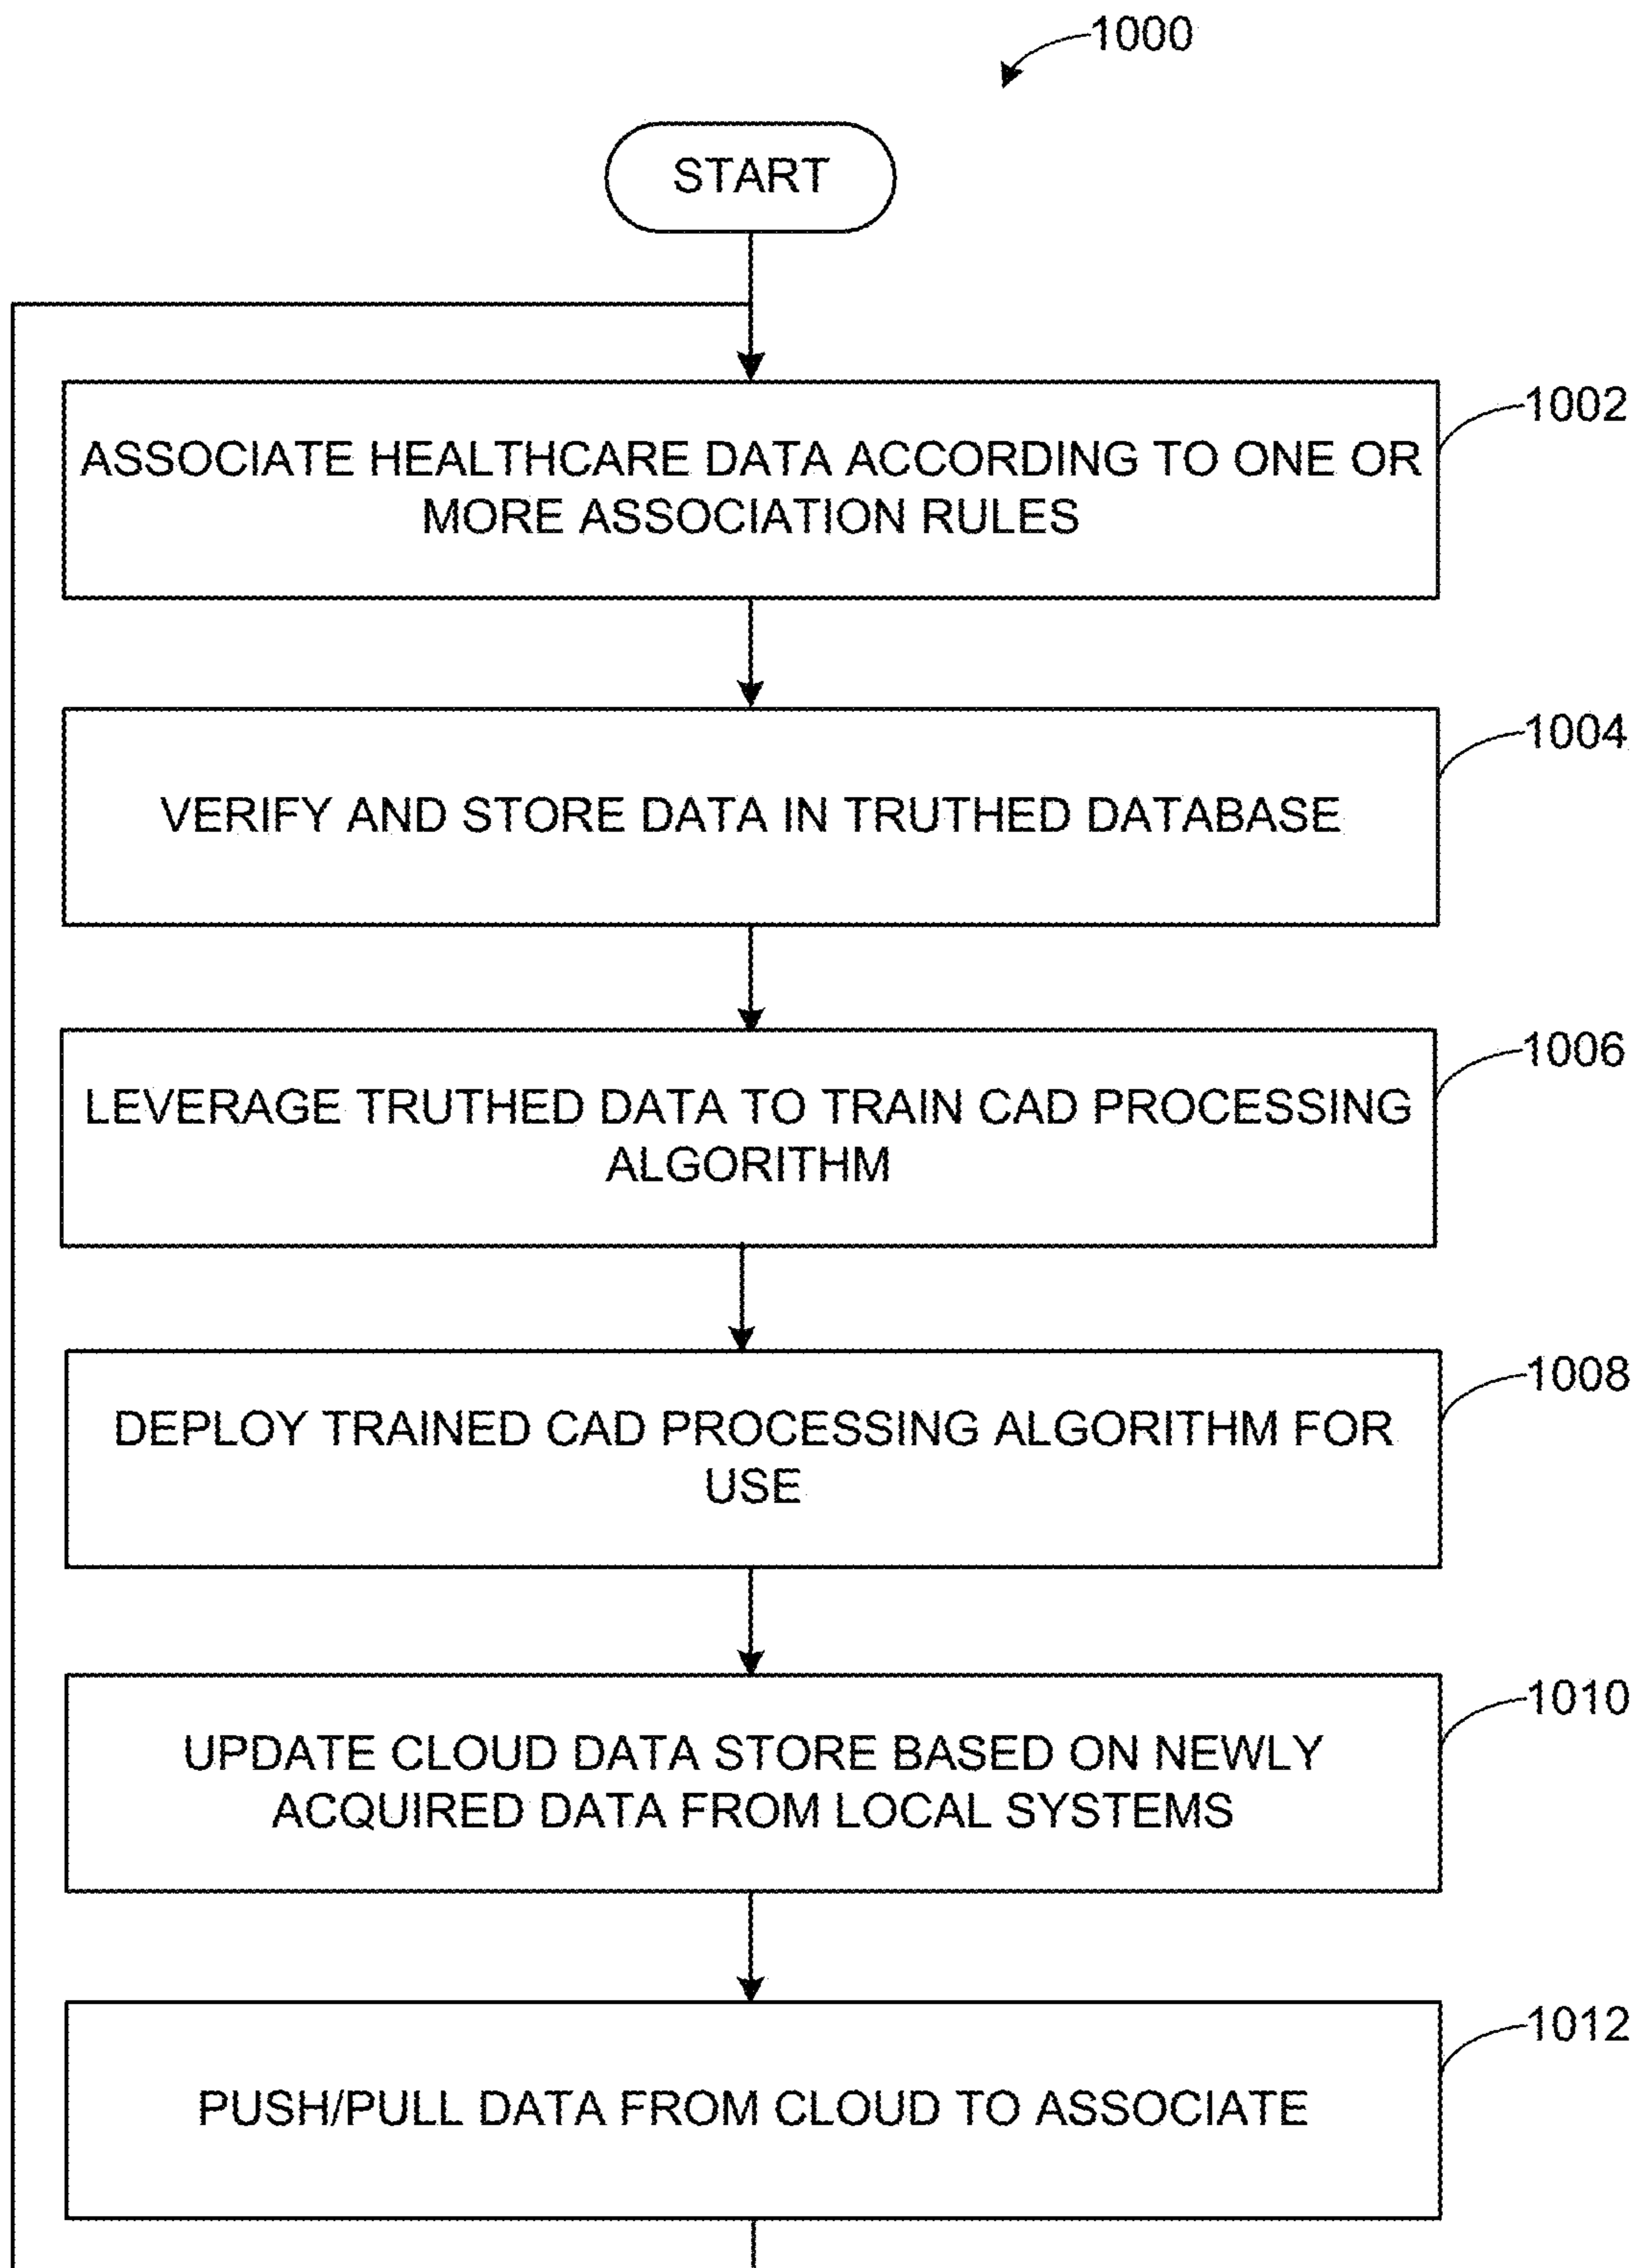 1000
START
1002
ASSOCIATE HEALTHCARE DATA ACCORDING TO ONE OR
MORE ASSOCIATION RULES
1004
VERIFY AND STORE DATA IN TRUTHED DATABASE
1006
LEVERAGE TRUTHED DATA TO TRAIN CAD PROCESSING
ALGORITHM
1008
DEPLOY TRAINED CAD PROCESSING ALGORITHM FOR
USE
1010
UPDATE CLOUD DATA STORE BASED ON NEWLY
ACQUIRED DATA FROM LOCAL SYSTEMS
1012
PUSH/PULL DATA FROM CLOUD TO ASSOCIATE